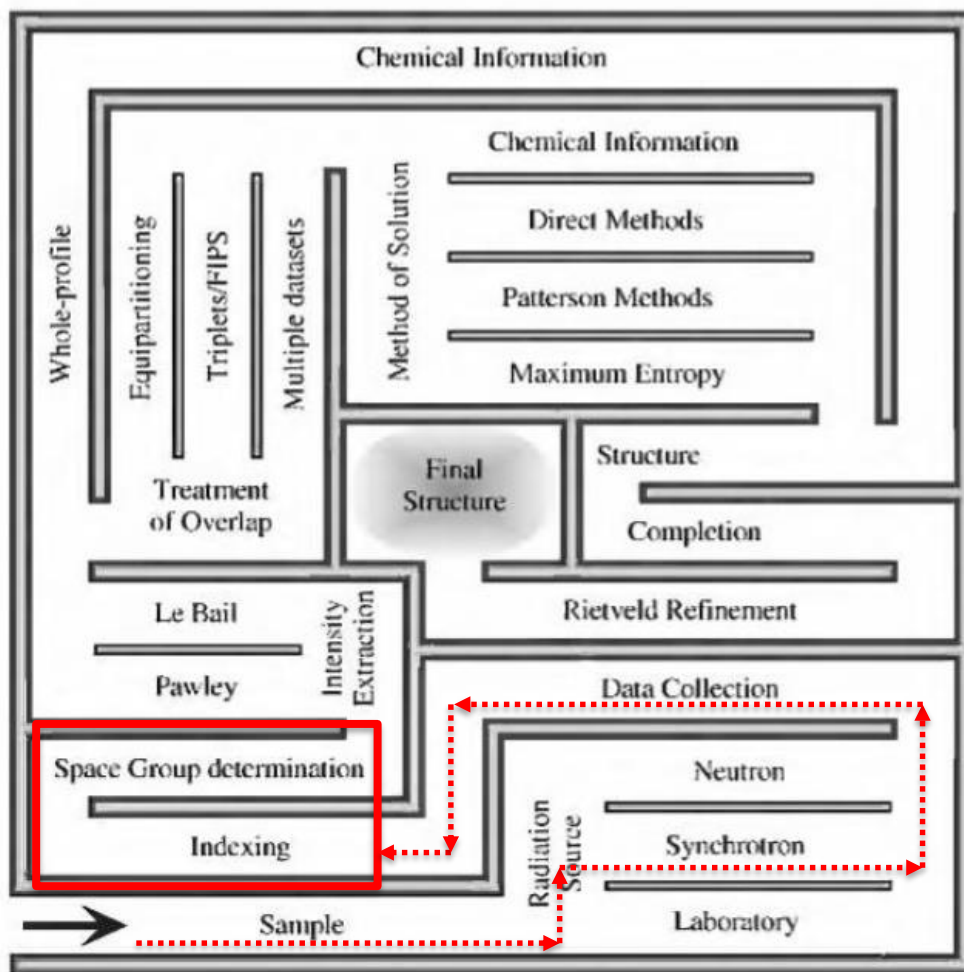 Chemical Information
Chemical Information
Whole-profile
Equipartitioning
Triplets/FIPS
Multiple datasets
Method of Solution
Direct Methods
Patterson Methods
Maximum Entropy
Final
Structure
Structure
Treatment
of Overlap
Completion
Le Bail
Intensity
Extraction
Rietveld Refinement
Pawley
Data Collection
Space Group determination
Neutron
Indexing
Radiation
Source
Synchrotron
Sample
Laboratory